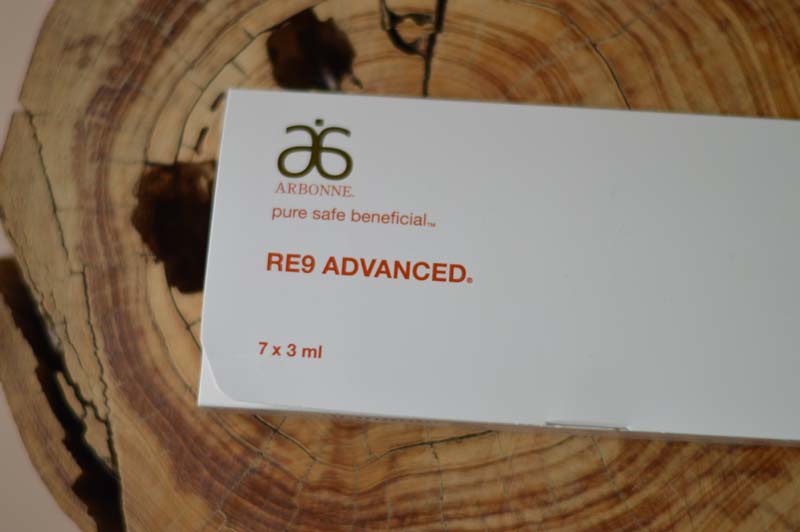 ARBONNE.
pure safe beneficial™
RE9 ADVANCED®
7 x 3 ml